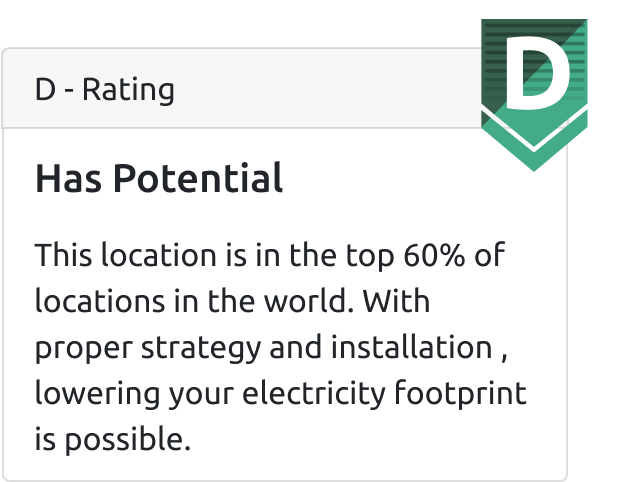 D
D - Rating
Has Potential
This location is in the top 60% of
locations in the world. With
proper strategy and installation ,
lowering your electricity footprint
is possible.